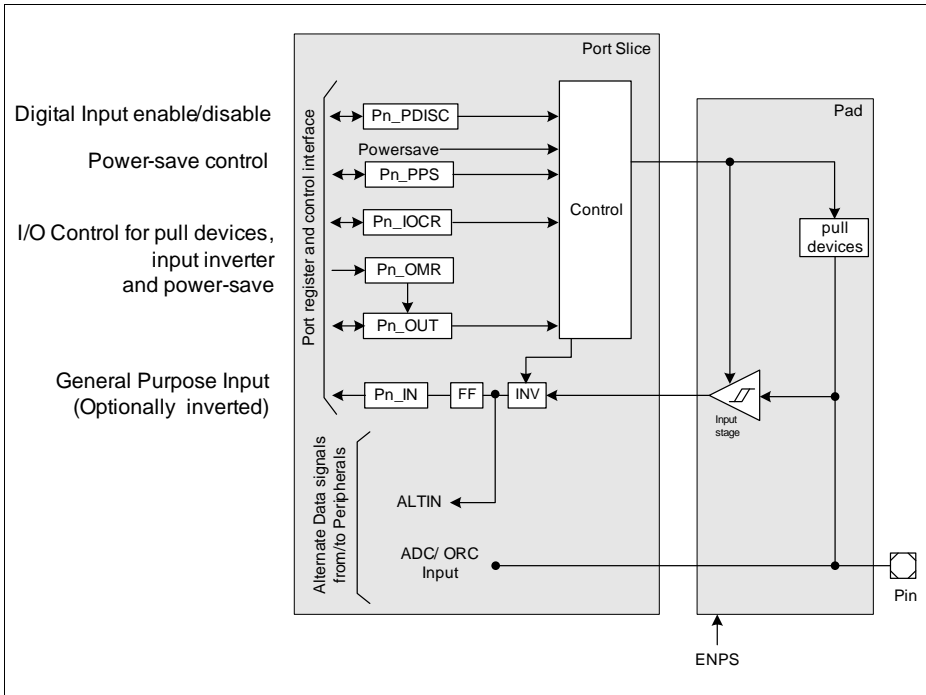 Port Slice
Pad
Digital Input enable/disable
Power-save control
I/O Control for pull devices,
input inverter
and power-save
General Purpose Input
(Optionally inverted)
Port register and control interface
Pn_PDISC
Powersave
Pn_PPS
Pn_IOCR
Pn_OMR
Pn_OUT
Control
pull
devices
Pn_IN
FF
INV
Input
stage
Alternate Data signals
from/to Peripherals
ALTIN
ADC/ ORC
Input
Pin
ENPS